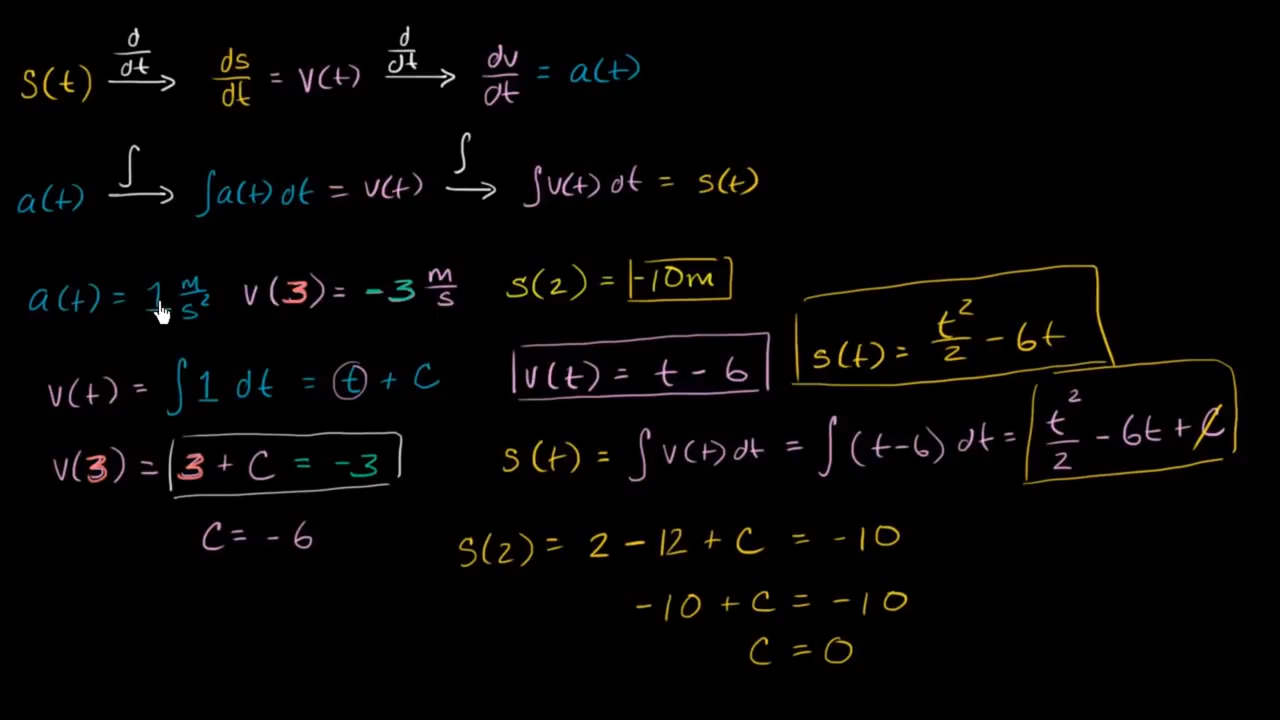 S(t) d/dt → ds/dt = v(t) d/dt → dv/dt = a(t)
a(t) ∫ → ∫a(t) dt = v(t) ∫ → ∫v(t) dt = s(t)
a(t) = 1 m/s² v(3) = -3 m/s s(2) = -10m
s(t) = t²/2 - 6t
v(t) = ∫ 1 dt = t + C v(t) = t - 6
v(3) = 3 + C = -3 s(t) = ∫ v(t) dt = ∫ (t-6) dt = t²/2 - 6t + C
C = -6 S(2) = 2 - 12 + C = -10
-10 + C = -10
C = 0